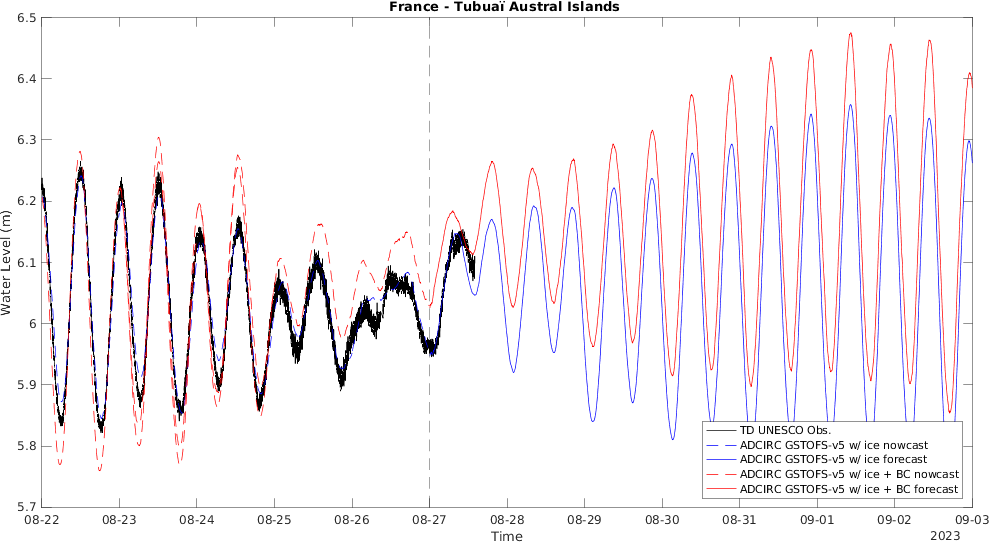 France - Tubuaï Austral Islands
6.5
6.4
6.3
6.2
6.1
6
5.9
5.8
5.7
Water Level (m)
TD UNESCO Obs.
ADCIRC GSTOFS-v5 w/ ice nowcast
ADCIRC GSTOFS-v5 w/ ice forecast
ADCIRC GSTOFS-v5 w/ ice + BC nowcast
ADCIRC GSTOFS-v5 w/ ice + BC forecast
08-22 08-23 08-24 08-25 08-26 08-27 08-28 08-29 08-30 08-31 09-01 09-02 09-03
Time
2023